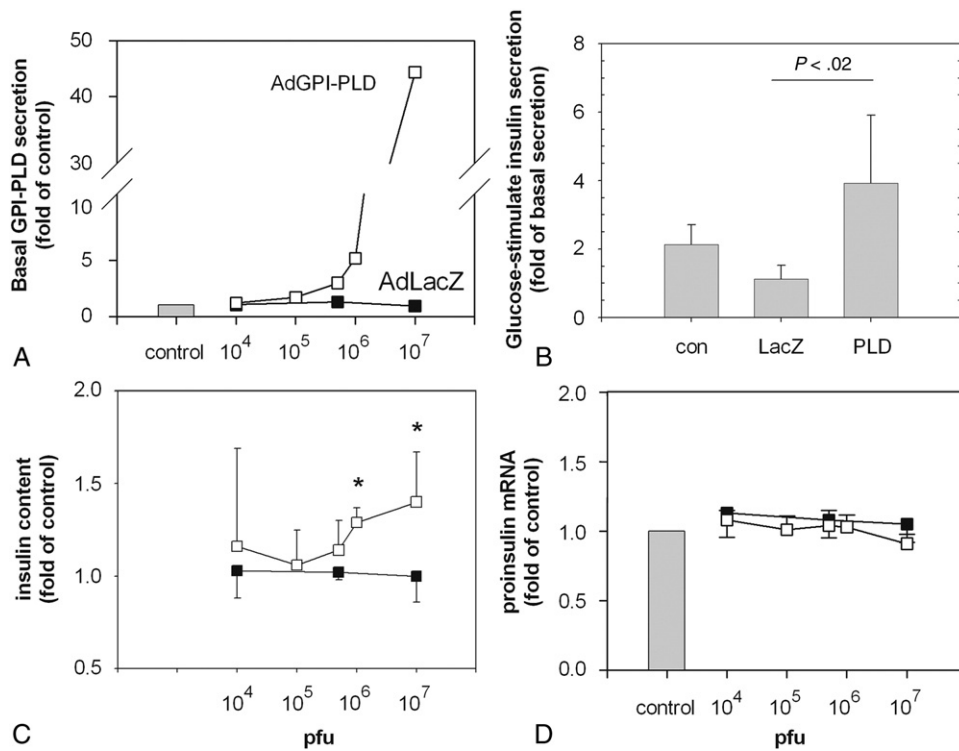 50
40
30
10
5
1
0
Basal GPI-PLD secretion
(fold of control)
AdGPI-PLD
AdLacZ
control 10⁴ 10⁵ 10⁶ 10⁷
A
8
6
4
2
0
Glucose-stimulate insulin secretion
(fold of basal secretion)
P < .02
con LacZ PLD
B
2.0
1.5
1.0
0.5
insulin content
(fold of control)
* *
10⁴ 10⁵ 10⁶ 10⁷
pfu
C
2.0
1.5
1.0
0.5
0.0
proinsulin mRNA
(fold of control)
control 10⁴ 10⁵ 10⁶ 10⁷
pfu
D